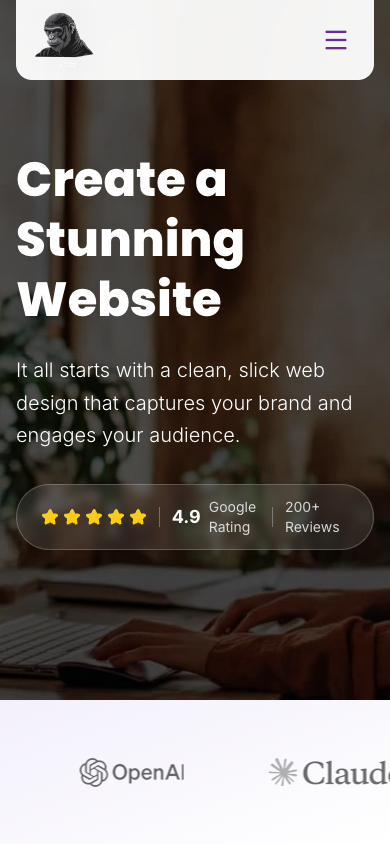 Create a
Stunning
Website
It all starts with a clean, slick web
design that captures your brand and
engages your audience.
4.9 Google Rating 200+ Reviews
OpenAI
Claude